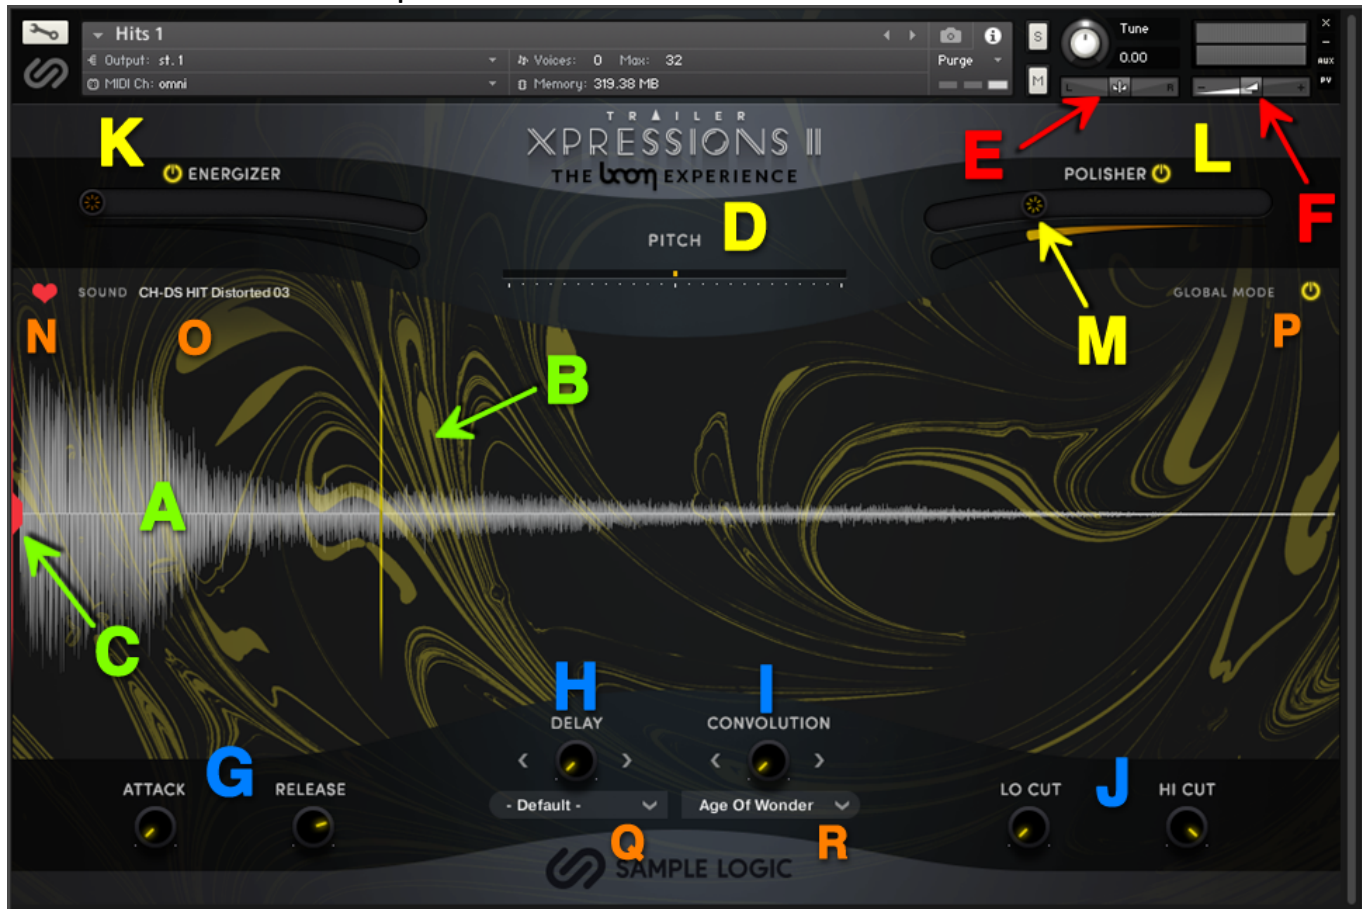 Hits 1
Output: st.1
MIDI Ch: omni
Voices: 0 Max: 32
Memory: 319.38 MB
Purge
S
M
Tune
0.00
L R
- +
×
-
AUX
PV
TRAILER
XPRESSIONS II
THE boom EXPERIENCE
K
ENERGIZER
E
L
POLISHER
F
PITCH D
M
SOUND CH-DS HIT Distorted 03
GLOBAL MODE
N
O
P
B
A
C
H
I
DELAY
CONVOLUTION
G
J
ATTACK
RELEASE
LO CUT
HI CUT
- Default -
Age Of Wonder
Q
R
SAMPLE LOGIC